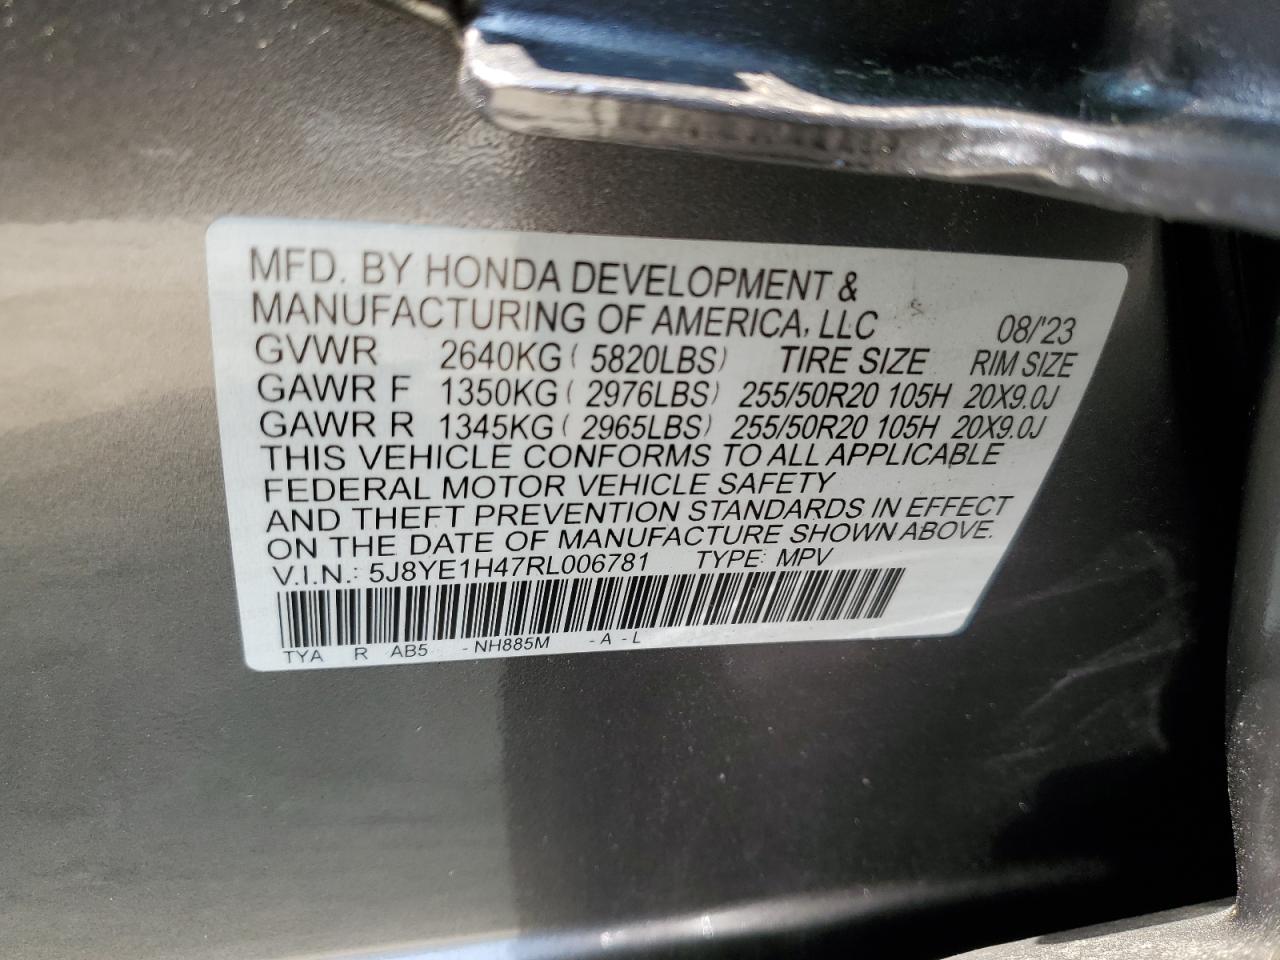 MFD. BY HONDA DEVELOPMENT &
MANUFACTURING OF AMERICA, LLC 08/'23
GVWR 2640KG ( 5820LBS) TIRE SIZE RIM SIZE
GAWR F 1350KG ( 2976LBS) 255/50R20 105H 20X9.0J
GAWR R 1345KG ( 2965LBS) 255/50R20 105H 20X9.0J
THIS VEHICLE CONFORMS TO ALL APPLICABLE
FEDERAL MOTOR VEHICLE SAFETY
AND THEFT PREVENTION STANDARDS IN EFFECT
ON THE DATE OF MANUFACTURE SHOWN ABOVE.
V.I.N.: 5J8YE1H47RL006781 TYPE: MPV
TYA R AB5 - NH885M - A - L